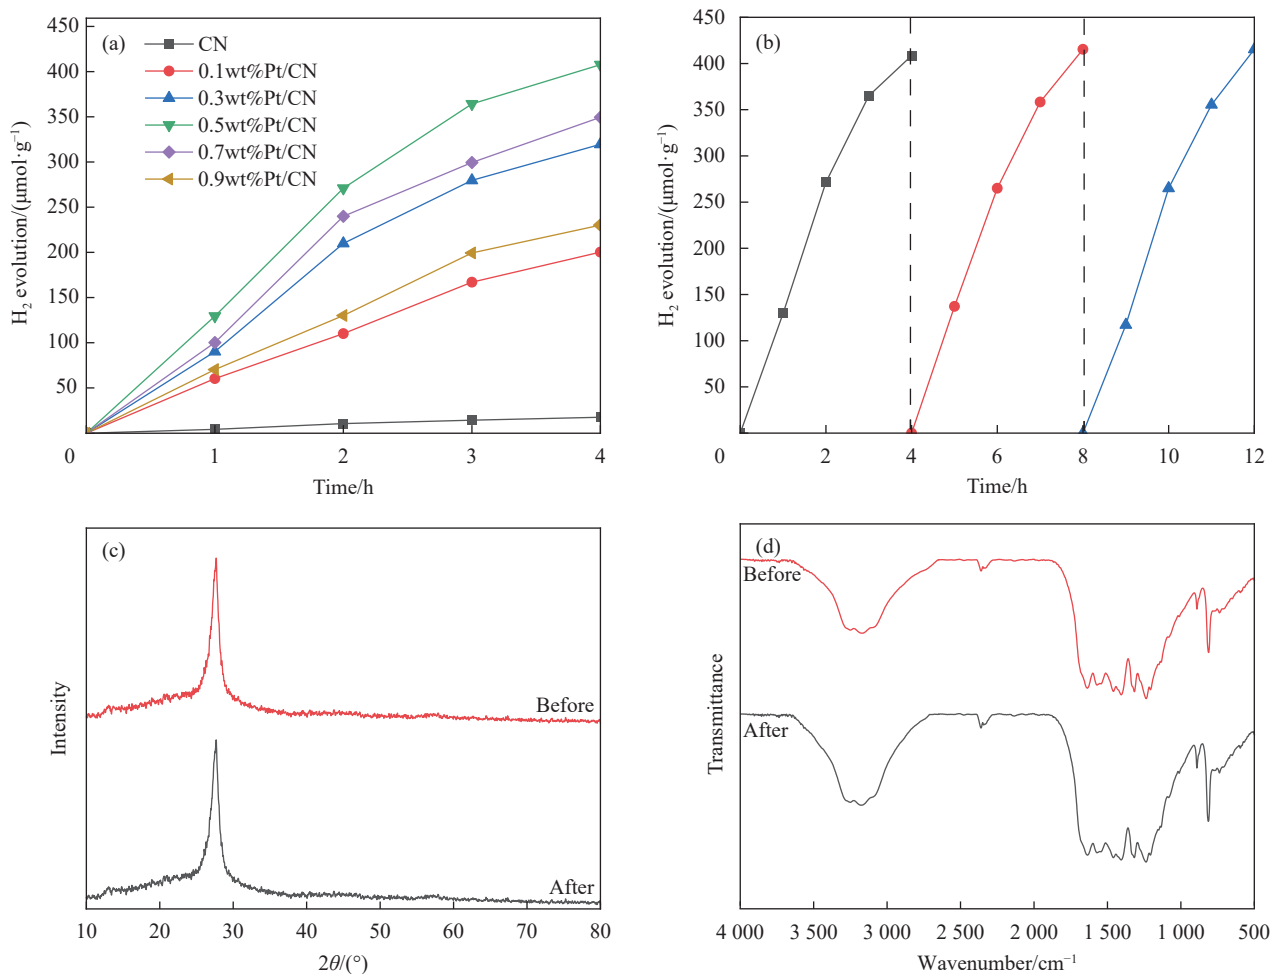 (a)
CN
0.1wt%Pt/CN
0.3wt%Pt/CN
0.5wt%Pt/CN
0.7wt%Pt/CN
0.9wt%Pt/CN
450
400
350
300
250
200
150
100
50
0
1
2
3
4
H₂ evolution/(μmol·g⁻¹)
Time/h
(b)
450
400
350
300
250
200
150
100
50
0
2
4
6
8
10
12
H₂ evolution/(μmol·g⁻¹)
Time/h
(c)
Before
After
Intensity
10
20
30
40
50
60
70
80
2θ/(°)
(d)
Before
After
Transmittance
4 000
3 500
3 000
2 500
2 000
1 500
1 000
500
Wavenumber/cm⁻¹